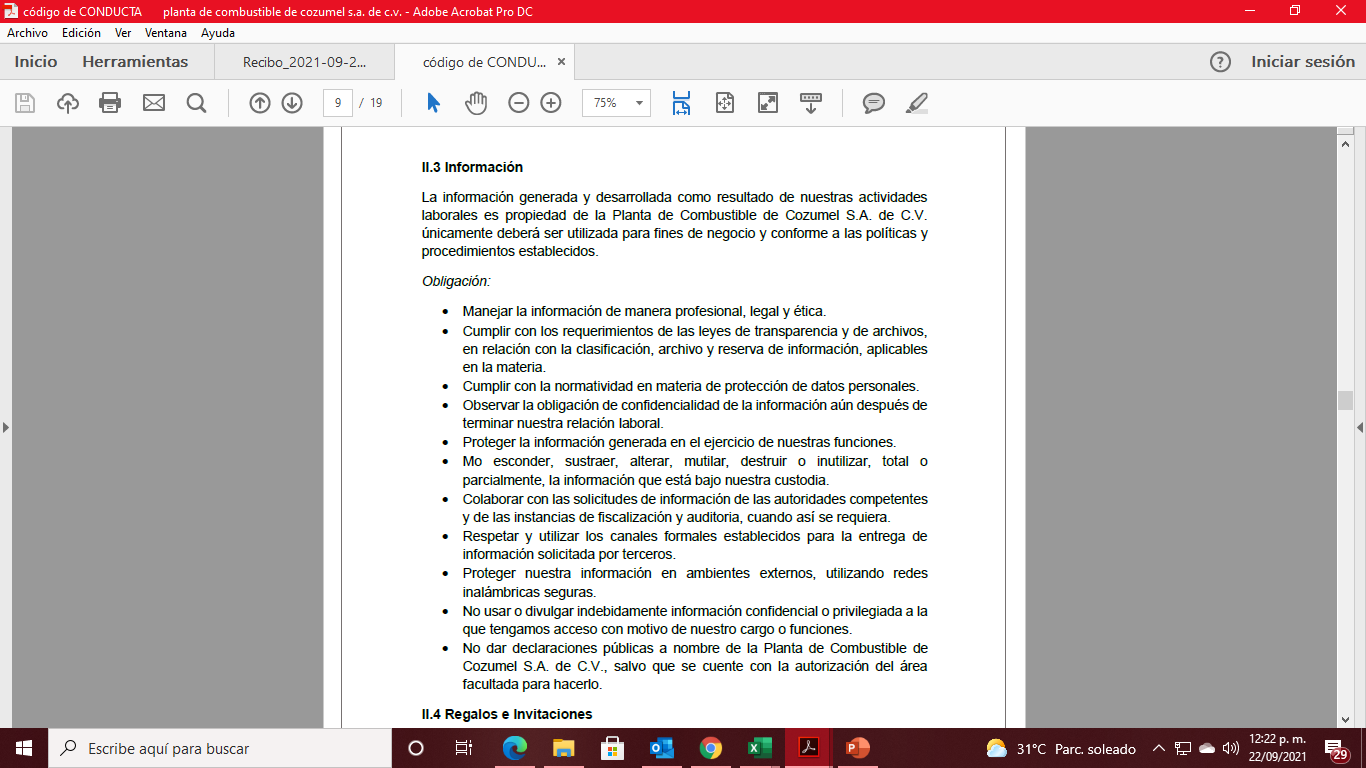 código de CONDUCTA planta de combustible de cozumel s.a. de c.v. - Adobe Acrobat Pro DC
Archivo Edición Ver Ventana Ayuda
Inicio Herramientas Recibo_2021-09-2... código de CONDU... × Iniciar sesión
9 / 19 75%
II.3 Información
La información generada y desarrollada como resultado de nuestras actividades
laborales es propiedad de la Planta de Combustible de Cozumel S.A. de C.V.
únicamente deberá ser utilizada para fines de negocio y conforme a las políticas y
procedimientos establecidos.
Obligación:
• Manejar la información de manera profesional, legal y ética.
• Cumplir con los requerimientos de las leyes de transparencia y de archivos,
en relación con la clasificación, archivo y reserva de información, aplicables
en la materia.
• Cumplir con la normatividad en materia de protección de datos personales.
• Observar la obligación de confidencialidad de la información aún después de
terminar nuestra relación laboral.
• Proteger la información generada en el ejercicio de nuestras funciones.
• Mo esconder, sustraer, alterar, mutilar, destruir o inutilizar, total o
parcialmente, la información que está bajo nuestra custodia.
• Colaborar con las solicitudes de información de las autoridades competentes
y de las instancias de fiscalización y auditoria, cuando así se requiera.
• Respetar y utilizar los canales formales establecidos para la entrega de
información solicitada por terceros.
• Proteger nuestra información en ambientes externos, utilizando redes
inalámbricas seguras.
• No usar o divulgar indebidamente información confidencial o privilegiada a la
que tengamos acceso con motivo de nuestro cargo o funciones.
• No dar declaraciones públicas a nombre de la Planta de Combustible de
Cozumel S.A. de C.V., salvo que se cuente con la autorización del área
facultada para hacerlo.
II.4 Regalos e Invitaciones
Escribe aquí para buscar
31°C Parc. soleado
12:22 p. m.
22/09/2021
29